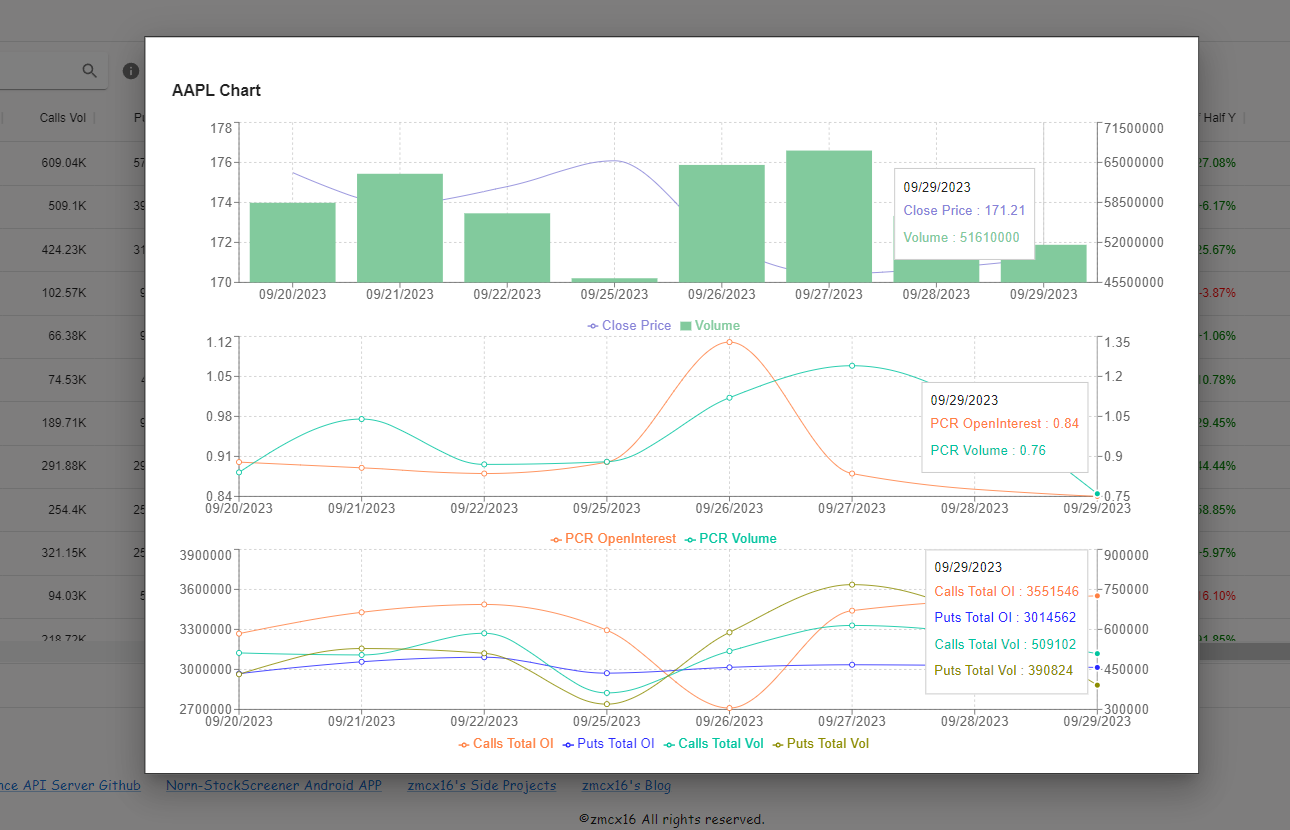 AAPL Chart
Calls Vol
609.04K
509.1K
424.23K
102.57K
66.38K
74.53K
189.71K
291.88K
254.4K
321.15K
94.03K
218.72K
Half Y
27.08%
6.17%
25.67%
-3.87%
1.06%
0.78%
29.45%
44.44%
58.85%
-5.97%
16.10%
178
176
174
172
170
71500000
65000000
58500000
52000000
45500000
09/29/2023
Close Price : 171.21
Volume : 51610000
09/20/2023 09/21/2023 09/22/2023 09/25/2023 09/26/2023 09/27/2023 09/28/2023 09/29/2023
Close Price Volume
1.12
1.05
0.98
0.91
0.84
1.35
1.2
1.05
0.9
0.75
09/29/2023
PCR OpenInterest : 0.84
PCR Volume : 0.76
09/20/2023 09/21/2023 09/22/2023 09/25/2023 09/26/2023 09/27/2023 09/28/2023 09/29/2023
PCR OpenInterest PCR Volume
3900000
3600000
3300000
3000000
2700000
900000
750000
600000
450000
300000
09/29/2023
Calls Total OI : 3551546
Puts Total OI : 3014562
Calls Total Vol : 509102
Puts Total Vol : 390824
09/20/2023 09/21/2023 09/22/2023 09/25/2023 09/26/2023 09/27/2023 09/28/2023 09/29/2023
Calls Total OI Puts Total OI Calls Total Vol Puts Total Vol
nce API Server Github Norn-StockScreener Android APP zmcx16's Side Projects zmcx16's Blog
©zmcx16 All rights reserved.